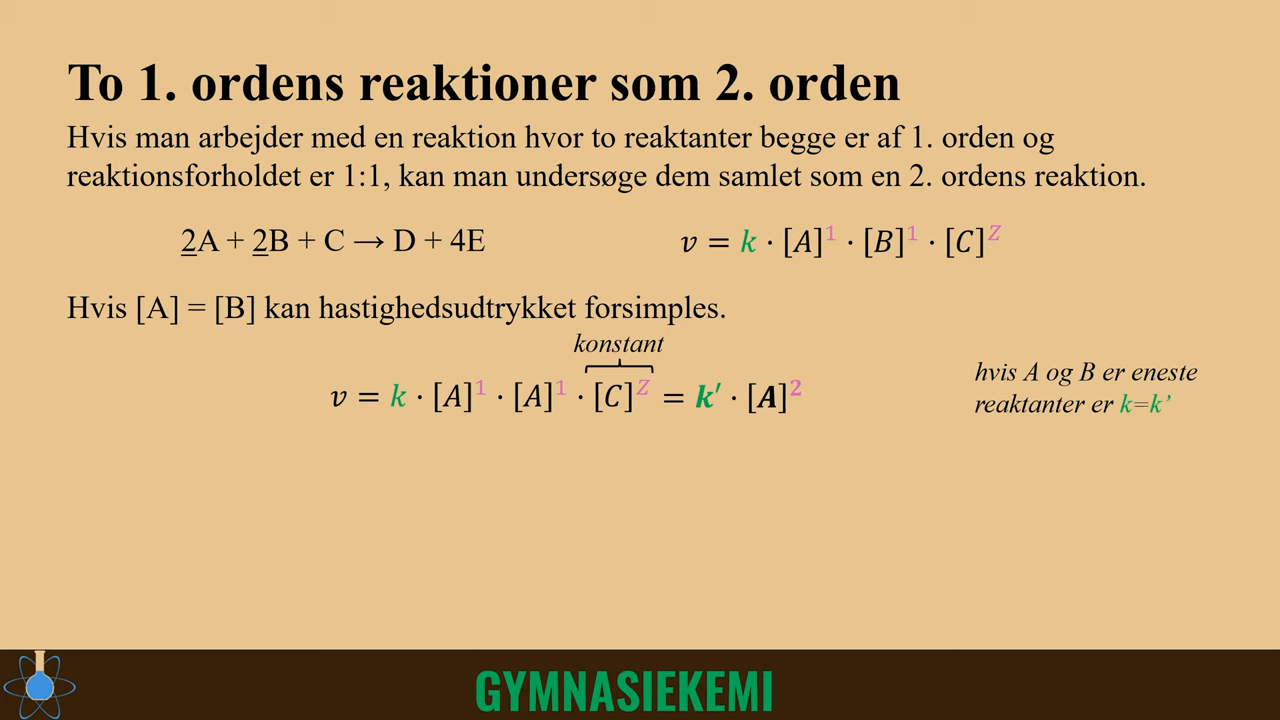 To 1. ordens reaktioner som 2. orden
Hvis man arbejder med en reaktion hvor to reaktanter begge er af 1. orden og
reaktionsforholdet er 1:1, kan man undersøge dem samlet som en 2. ordens reaktion.
2A + 2B + C → D + 4E
v = k · [A]¹ · [B]¹ · [C]ᶻ
Hvis [A] = [B] kan hastighedsudtrykket forsimples.
konstant
v = k · [A]¹ · [A]¹ · [C]ᶻ = k′ · [A]²
hvis A og B er eneste
reaktanter er k=k’
GYMNASIEKEMI